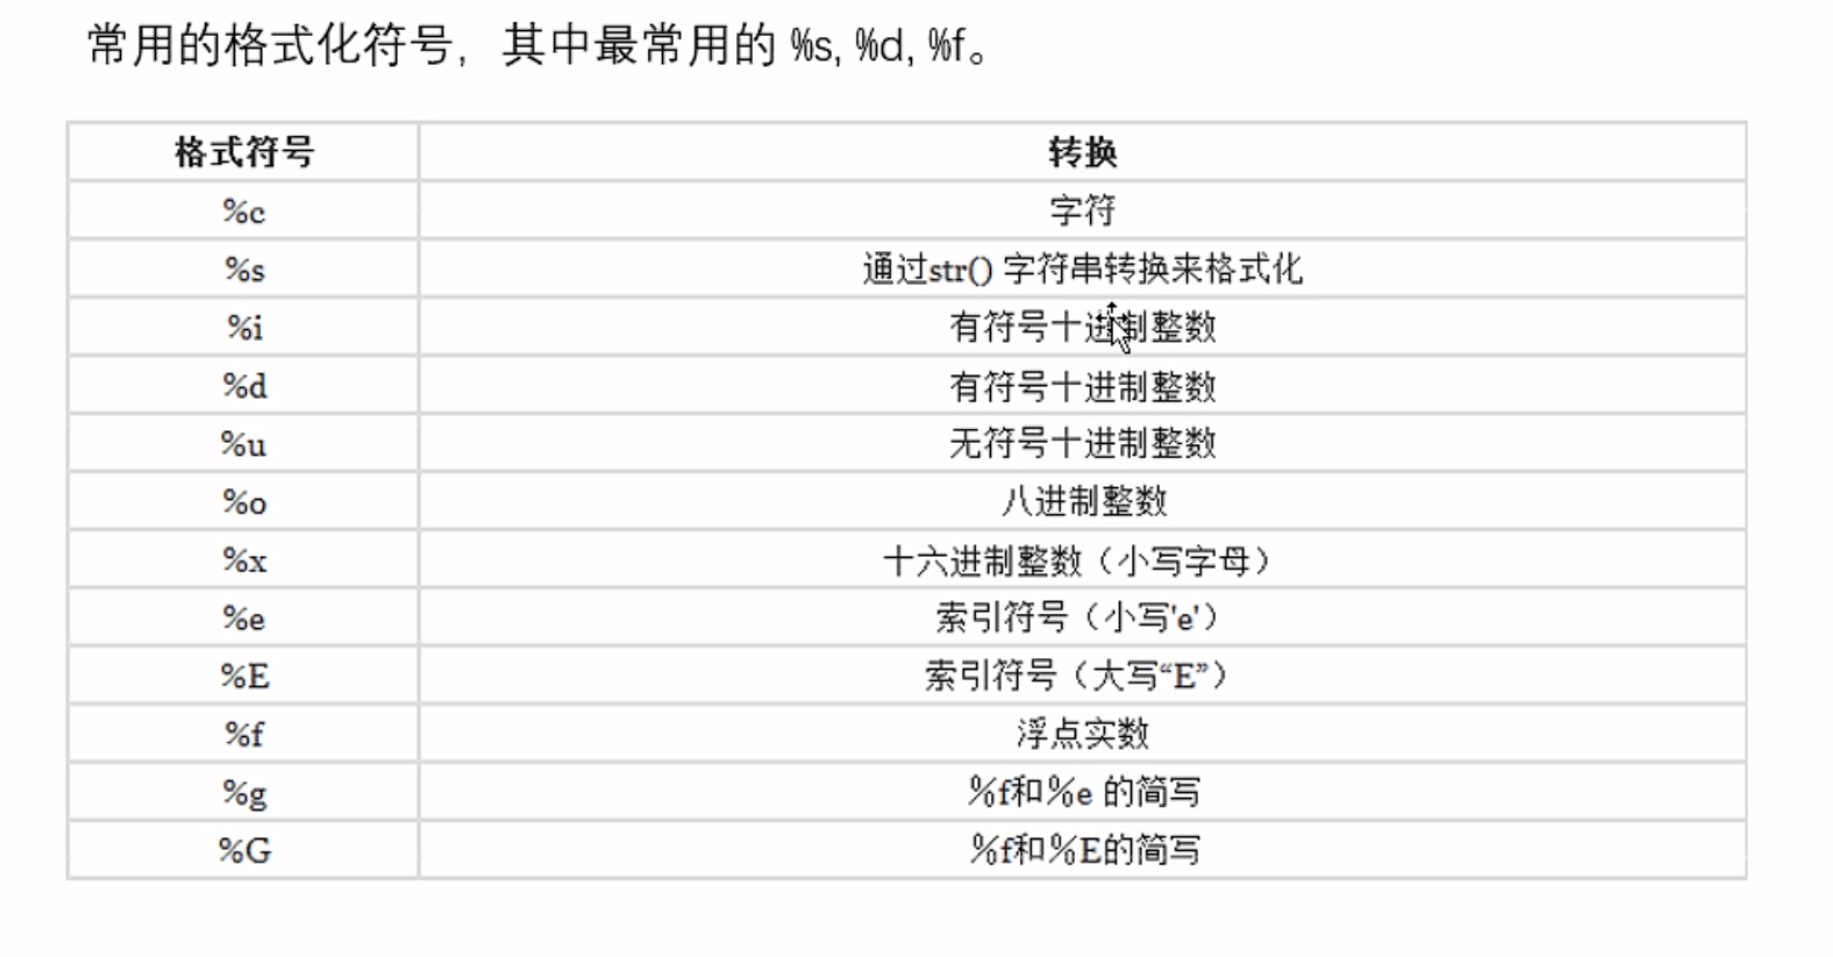 常用的格式化符号，其中最常用的 %s, %d, %f。
格式符号 转换
%c 字符
%s 通过str() 字符串转换来格式化
%i 有符号十进制整数
%d 有符号十进制整数
%u 无符号十进制整数
%o 八进制整数
%x 十六进制整数（小写字母）
%e 索引符号（小写'e'）
%E 索引符号（大写“E”）
%f 浮点实数
%g %f和%e 的简写
%G %f和%E的简写